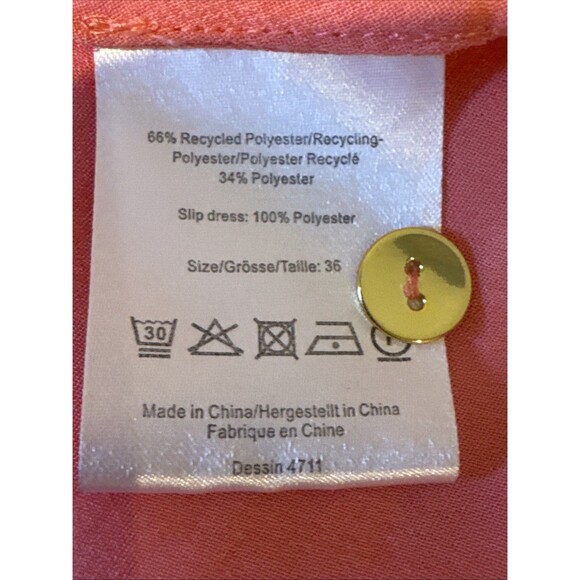 66% Recycled Polyester/Recycling-
Polyester/Polyester Recyclé
34% Polyester
Slip dress: 100% Polyester
Size/Grösse/Taille: 36
30
Made in China/Hergestellt in China
Fabrique en Chine
Dessin 4711